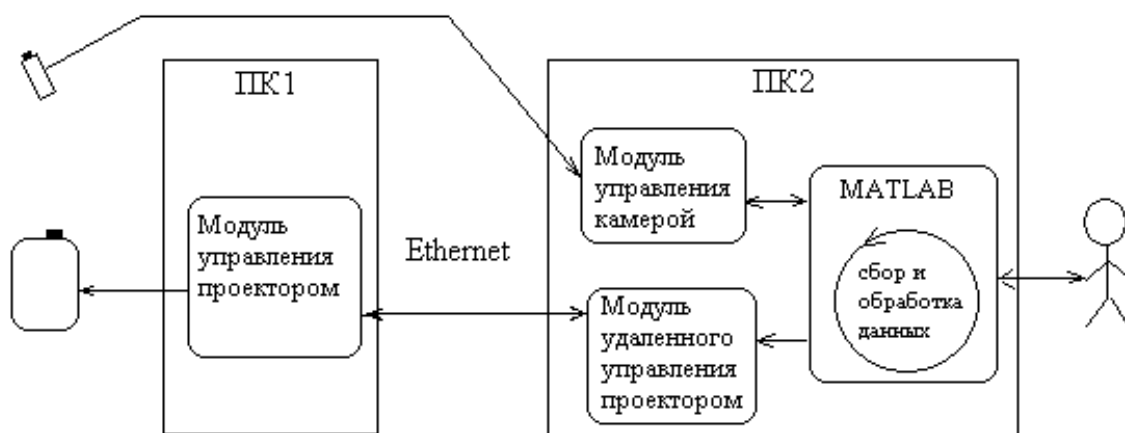 ПК1
Модуль
управления
проектором
Ethernet
ПК2
Модуль
управления
камерой
Модуль
удаленного
управления
проектором
MATLAB
сбор и
обработка
данных